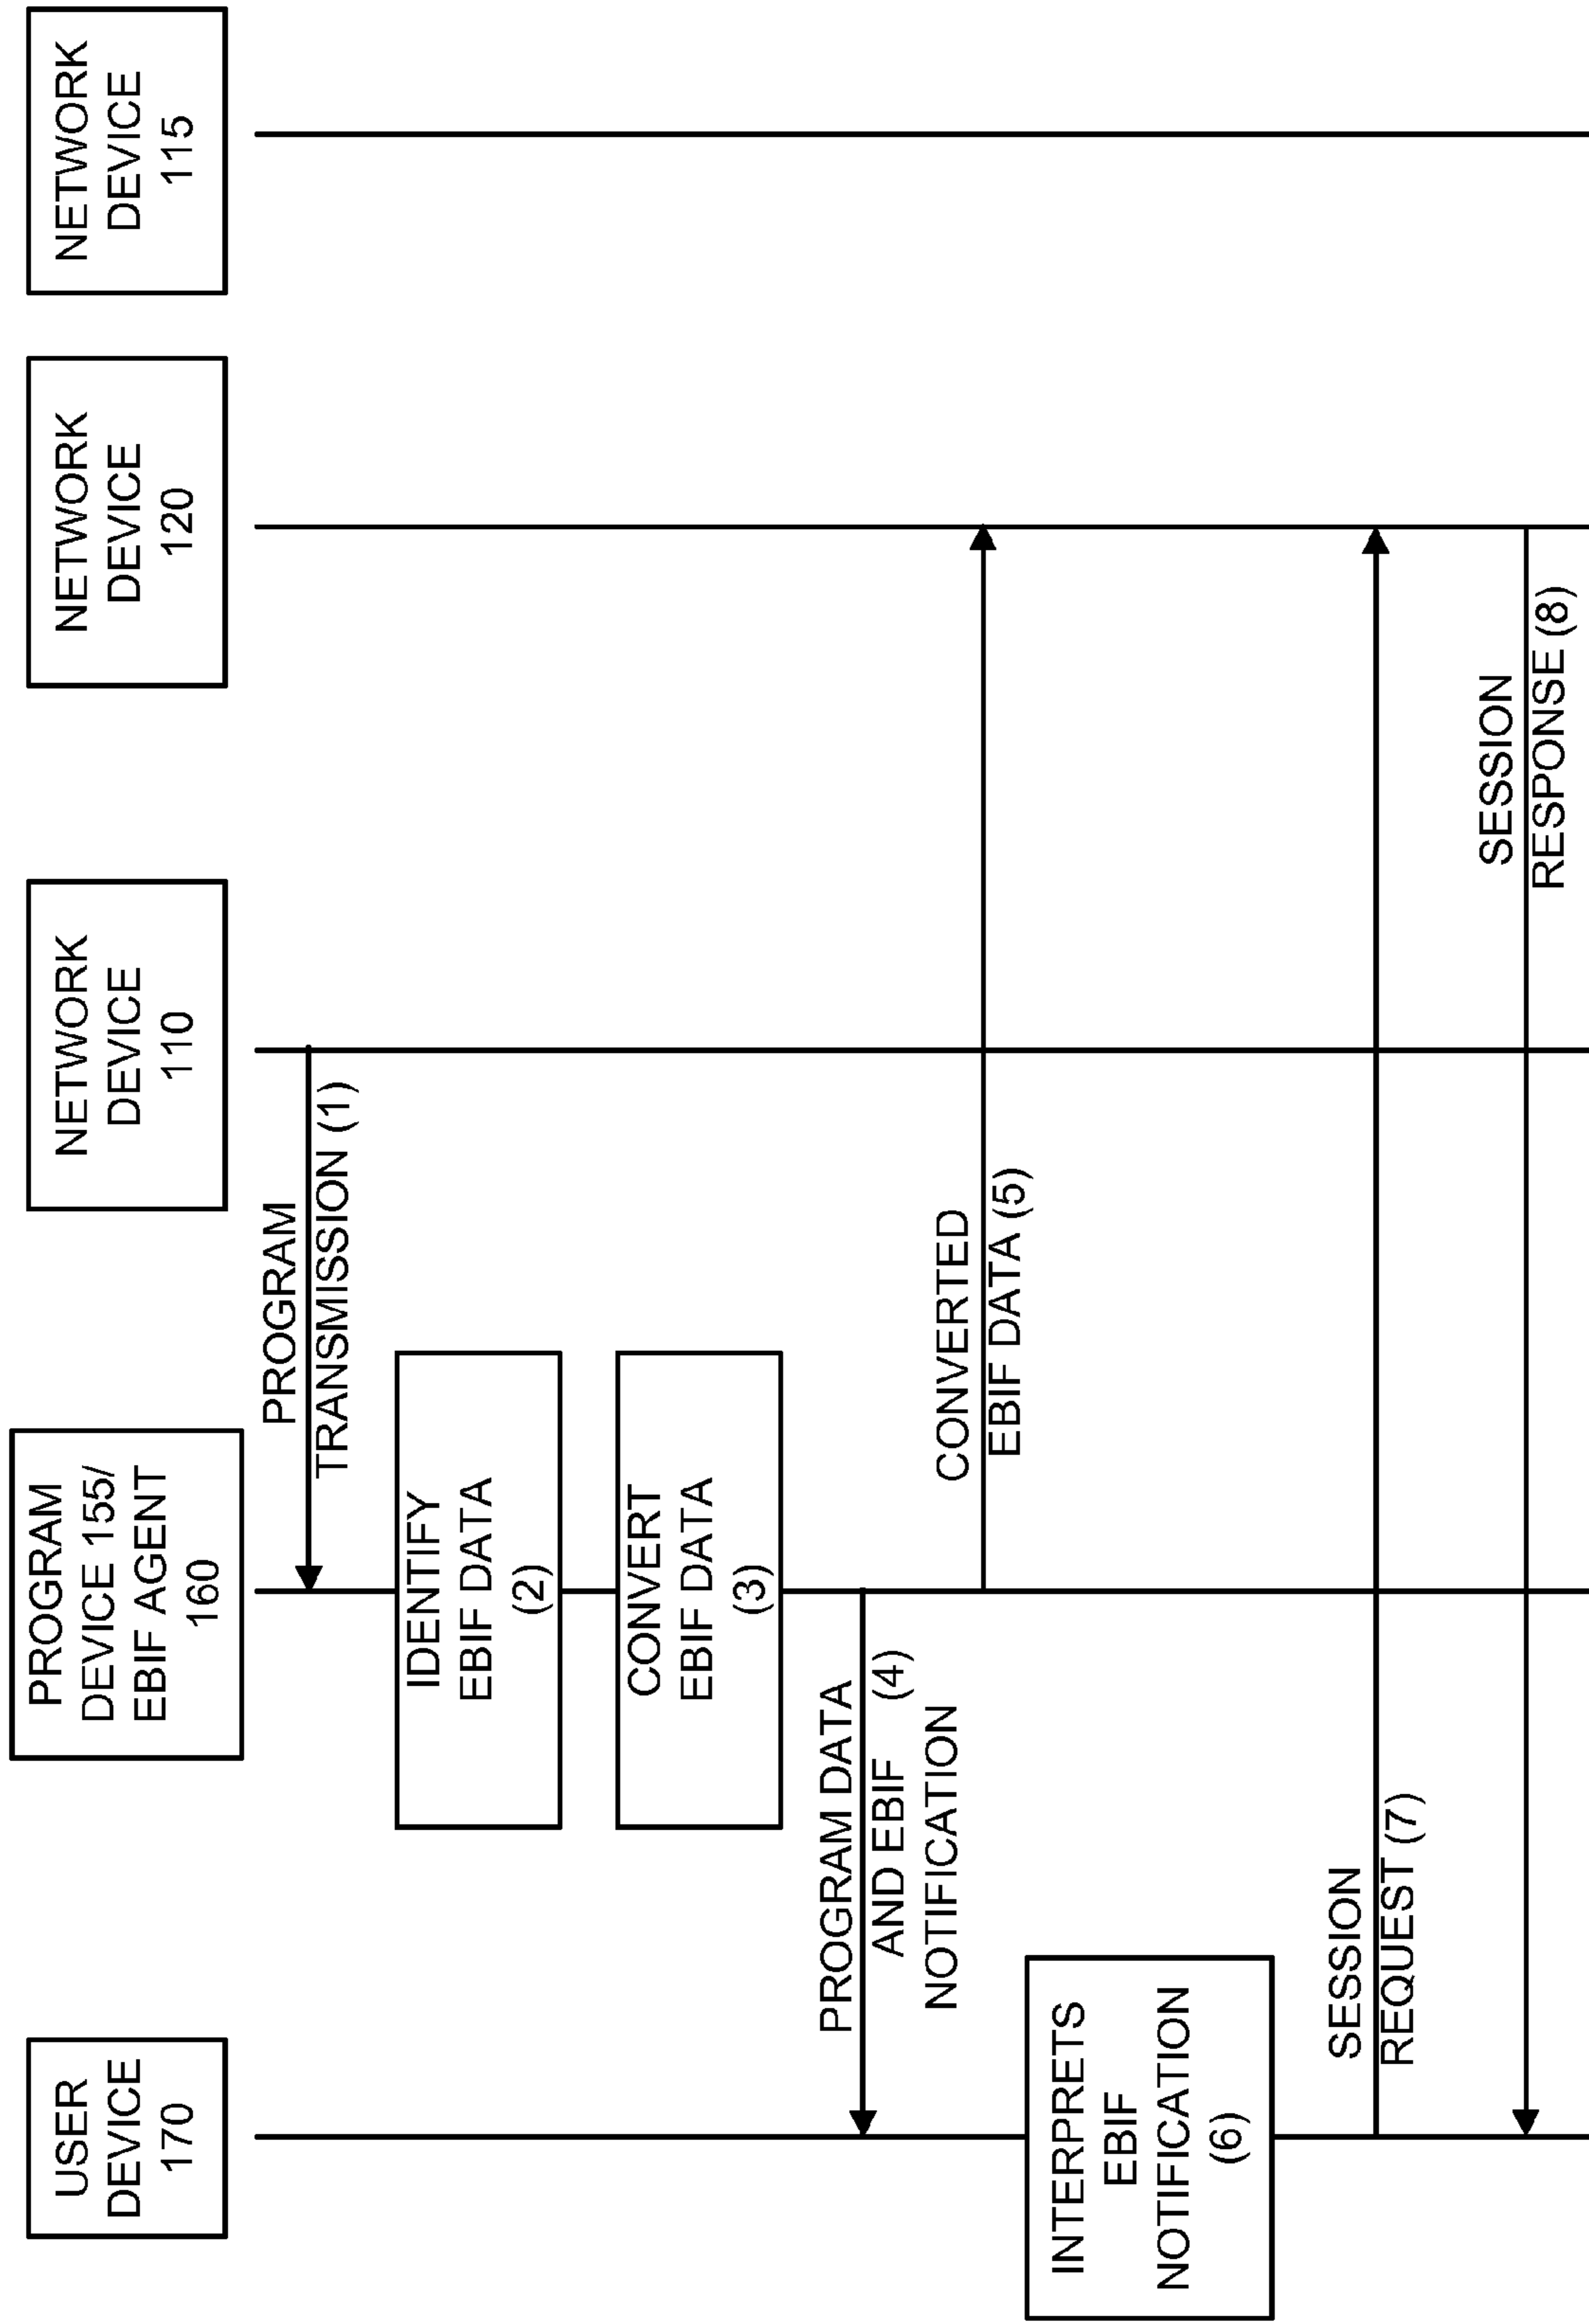 USER
DEVICE
170
PROGRAM
DEVICE 155/
EBIF AGENT
160
NETWORK
DEVICE
110
NETWORK
DEVICE
120
NETWORK
DEVICE
115
PROGRAM
TRANSMISSION (1)
IDENTIFY
EBIF DATA
(2)
CONVERT
EBIF DATA
(3)
PROGRAM DATA
AND EBIF (4)
NOTIFICATION
CONVERTED
EBIF DATA (5)
INTERPRETS
EBIF
NOTIFICATION
(6)
SESSION
REQUEST (7)
SESSION
RESPONSE (8)